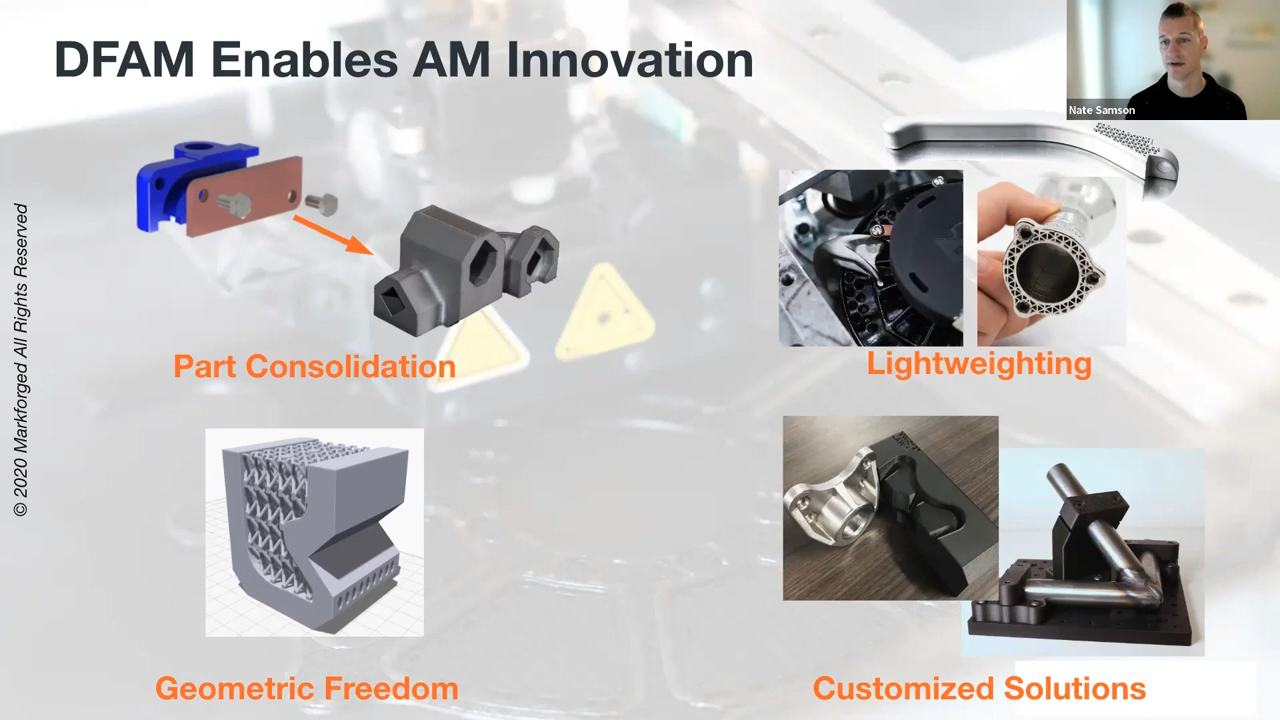 DFAM Enables AM Innovation
Nate Samson
© 2020 Markforged All Rights Reserved
Part Consolidation
Lightweighting
Geometric Freedom
Customized Solutions